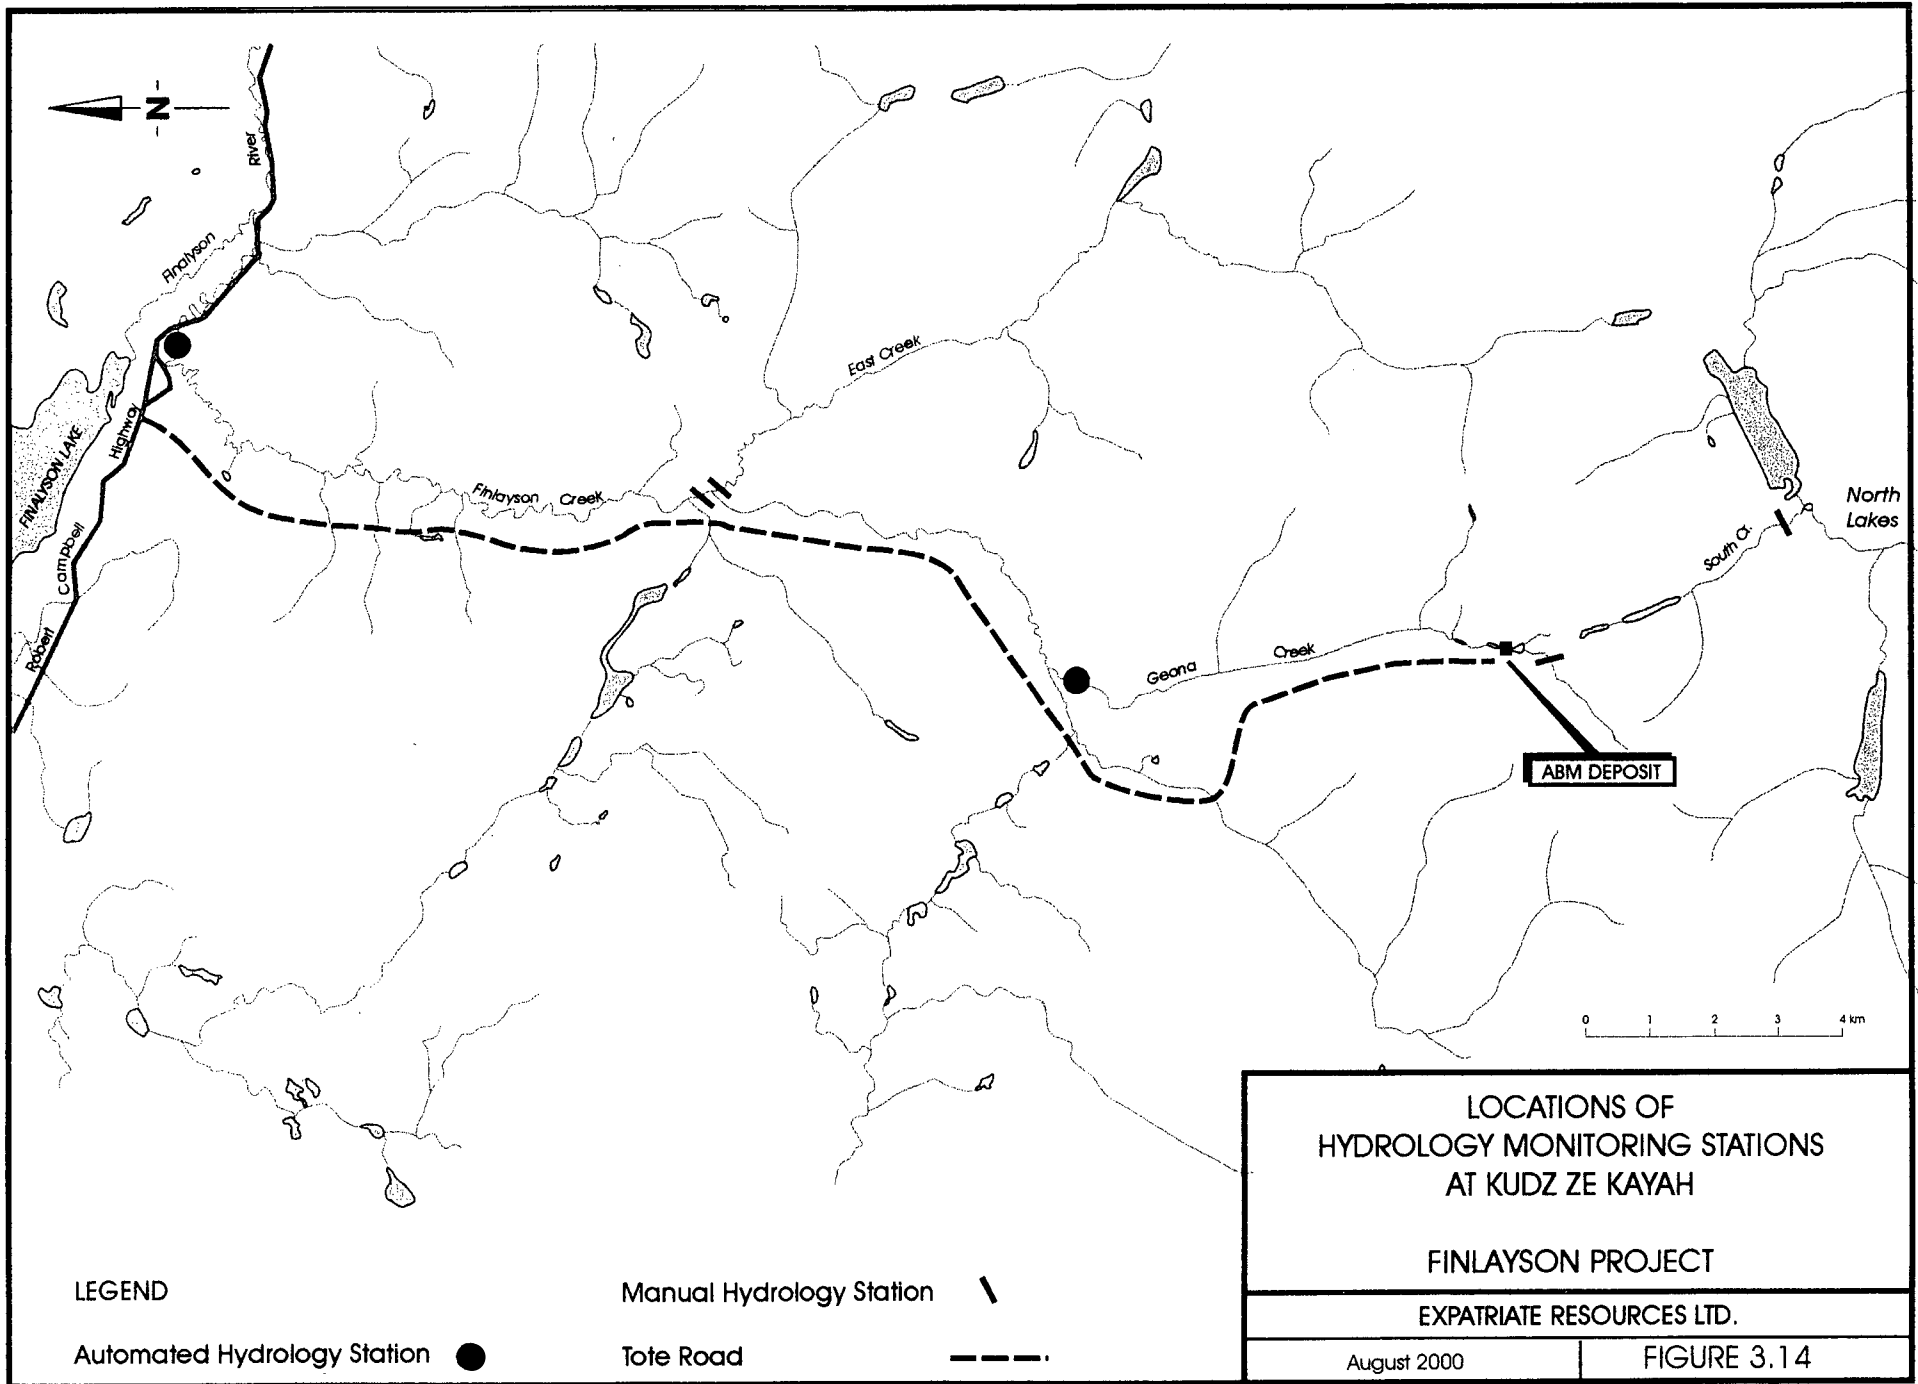 N
River
Finalyson
FINALYSON LAKE
Highway
Campbell
Robert
East Creek
Finlayson Creek
Geona Creek
South Cr.
North
Lakes
ABM DEPOSIT
0 1 2 3 4 km
LOCATIONS OF
HYDROLOGY MONITORING STATIONS
AT KUDZ ZE KAYAH
FINLAYSON PROJECT
EXPATRIATE RESOURCES LTD.
August 2000
FIGURE 3.14
LEGEND
Manual Hydrology Station
Automated Hydrology Station
Tote Road